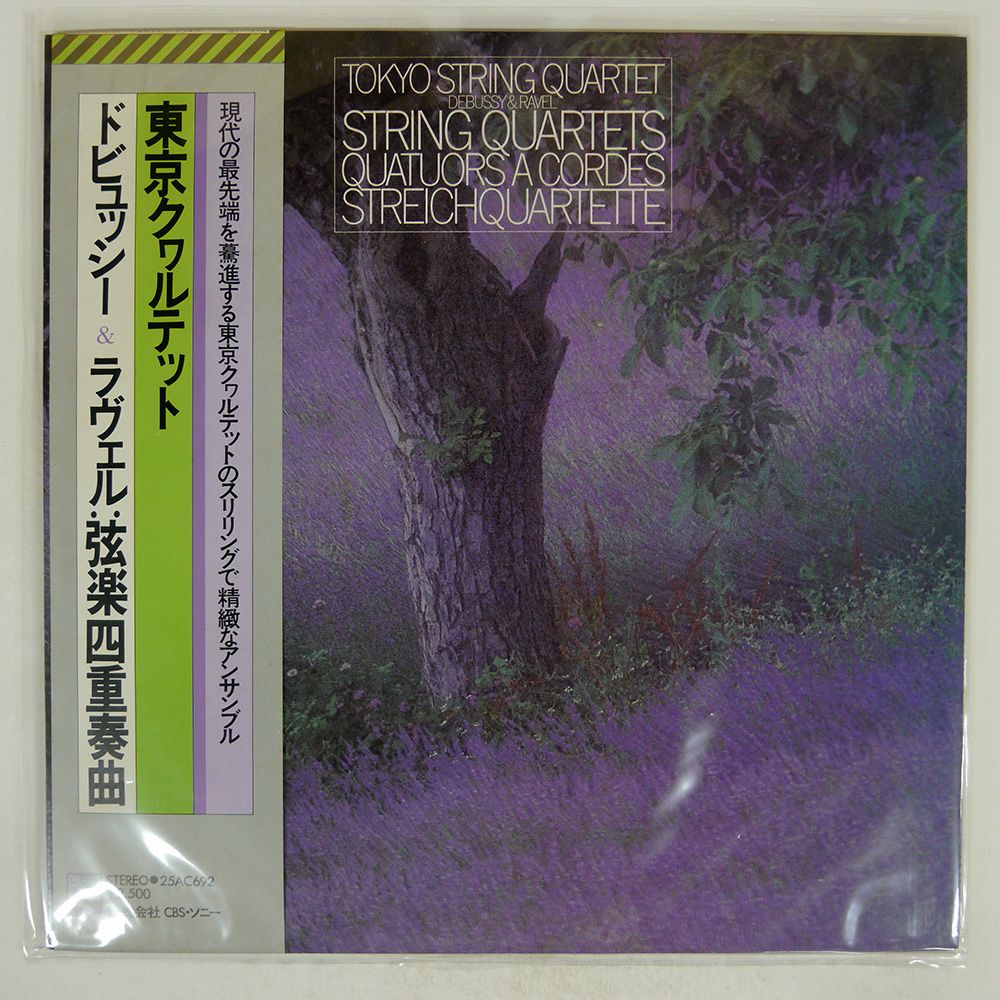 現代の最先端を驀進する東京クヮルテットのスリリングで精緻なアンサンブル
東京クヮルテット
ドビュッシー & ラヴェル・弦楽四重奏曲
STEREO●25AC692
500
会社 CBS・ソニー
TOKYO STRING QUARTET
DEBUSSY & RAVEL
STRING QUARTETS
QUATUORS A CORDES
STREICHQUARTETTE